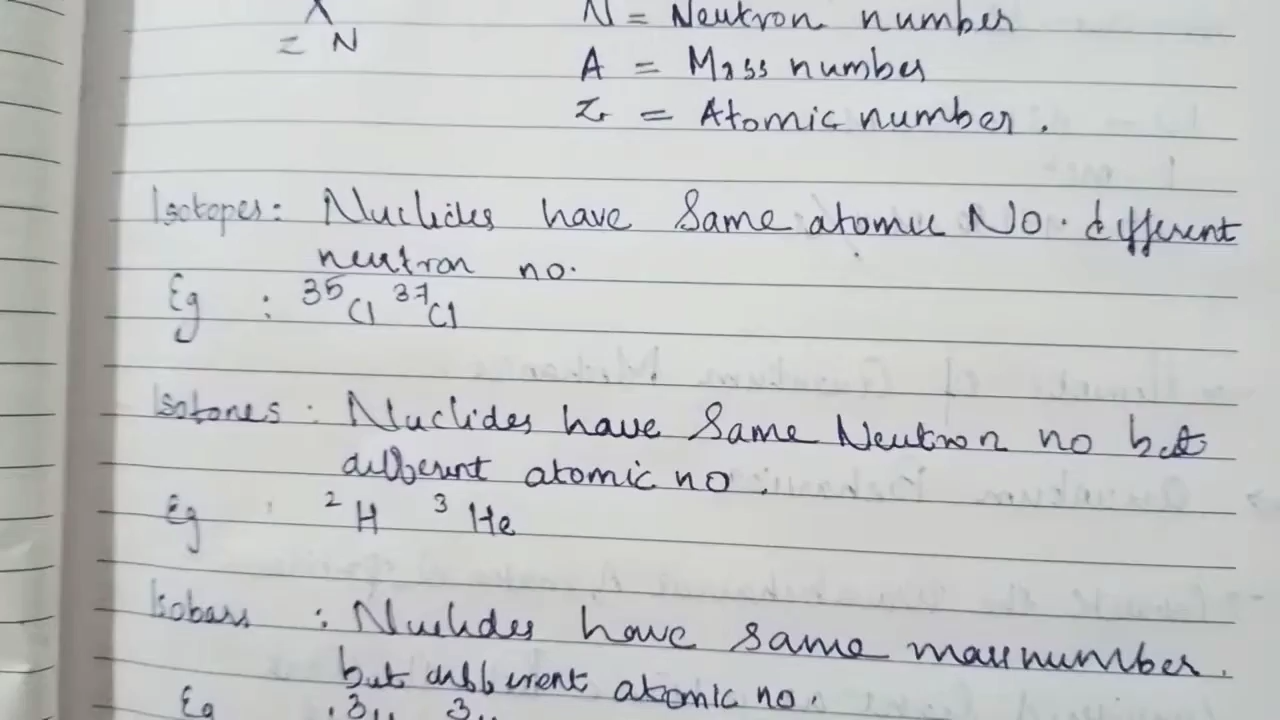 X N = Neutron number
Z N A = Mass number
Z = Atomic number.
Isotopes: Nuclides have Same atomic No. different
neutron no.
Eg : 35Cl 37Cl
Isotones : Nuclides have Same Neutron no but
different atomic no.
Eg : 2H 3He
Isobars : Nuclides have same mass number.
but different atomic no.
Eg : 3H 3H